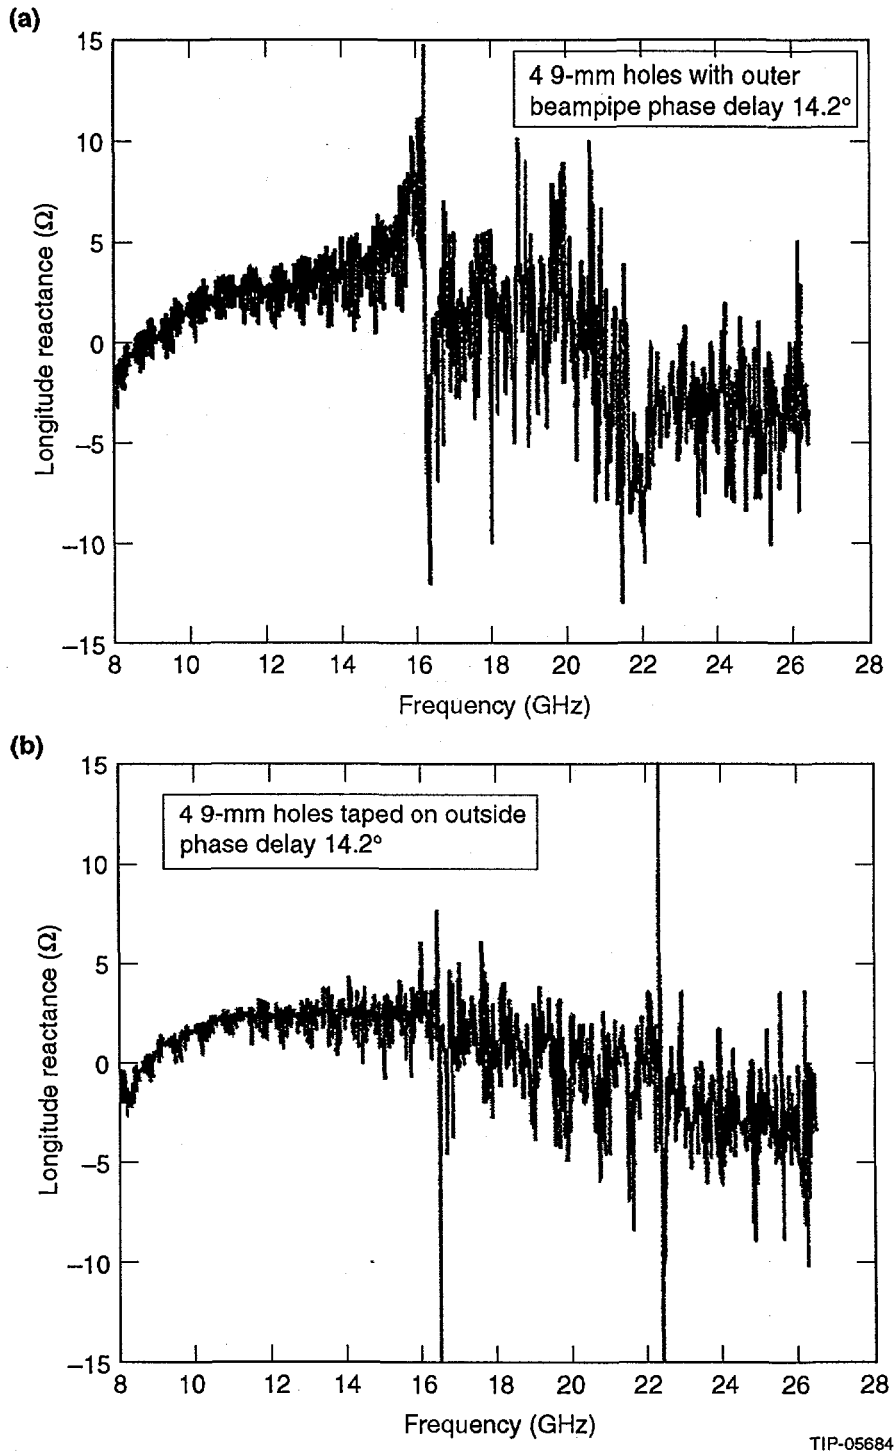 (a)
15
10
5
0
−5
−10
−15
Longitude reactance (Ω)
4 9-mm holes with outer
beampipe phase delay 14.2°
8 10 12 14 16 18 20 22 24 26 28
Frequency (GHz)
(b)
15
10
5
0
−5
−10
−15
Longitude reactance (Ω)
4 9-mm holes taped on outside
phase delay 14.2°
8 10 12 14 16 18 20 22 24 26 28
Frequency (GHz)
TIP-05684